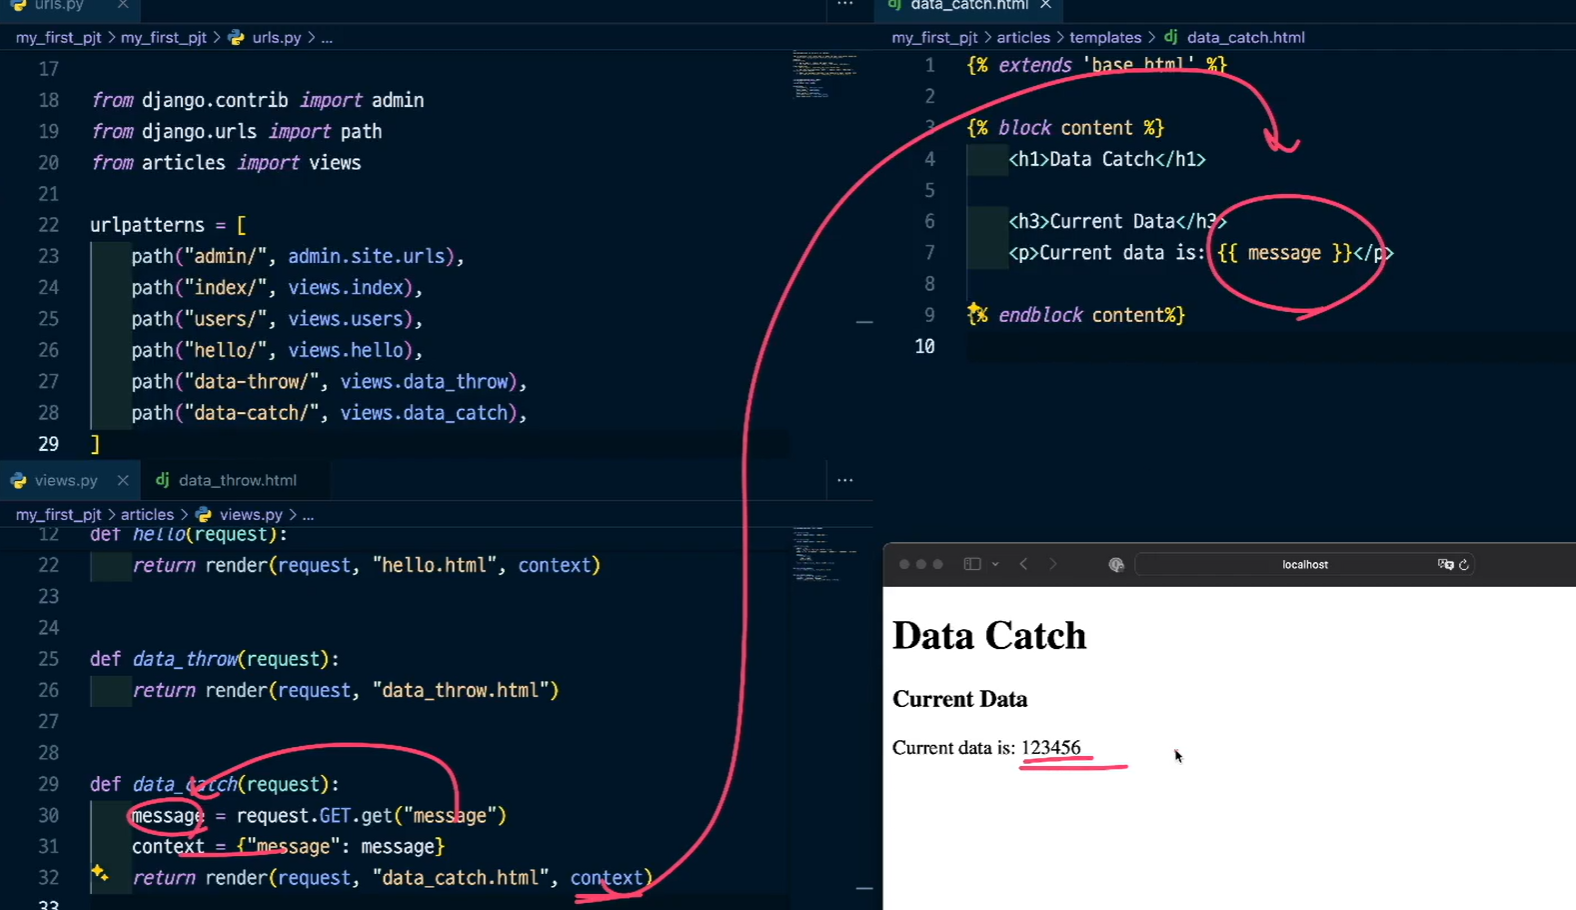 urls.py
my_first_pjt > my_first_pjt > urls.py > ...
17
18 from django.contrib import admin
19 from django.urls import path
20 from articles import views
21
22 urlpatterns = [
23 path("admin/", admin.site.urls),
24 path("index/", views.index),
25 path("users/", views.users),
26 path("hello/", views.hello),
27 path("data-throw/", views.data_throw),
28 path("data-catch/", views.data_catch),
29 ]
views.py data_throw.html
my_first_pjt > articles > views.py > ...
12 def hello(request):
22 return render(request, "hello.html", context)
23
24
25 def data_throw(request):
26 return render(request, "data_throw.html")
27
28
29 def data_catch(request):
30 message = request.GET.get("message")
31 context = {"message": message}
32 return render(request, "data_catch.html", context)
33
dj data_catch.html
my_first_pjt > articles > templates > dj data_catch.html
1 {% extends 'base.html' %}
2
3 {% block content %}
4 <h1>Data Catch</h1>
5
6 <h3>Current Data</h3>
7 <p>Current data is: {{ message }}</p>
8
9 {% endblock content%}
10
localhost
Data Catch
Current Data
Current data is: 123456